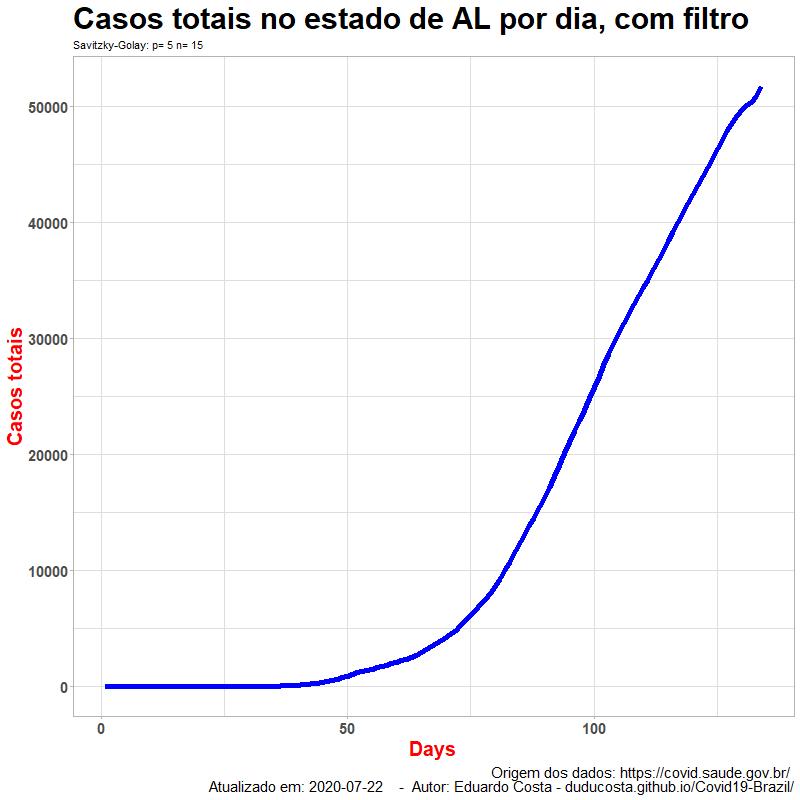 Casos totais no estado de AL por dia, com filtro
Savitzky-Golay: p= 5 n= 15
50000
40000
30000
20000
10000
0
Casos totais
0 50 100
Days
Origem dos dados: https://covid.saude.gov.br/
Atualizado em: 2020-07-22 - Autor: Eduardo Costa - duducosta.github.io/Covid19-Brazil/